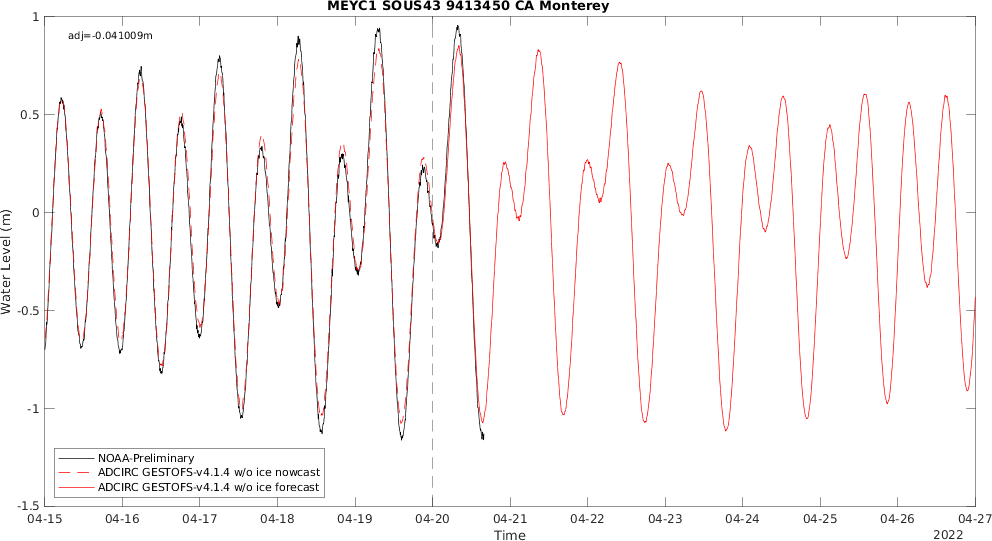 MEYC1 SOUS43 9413450 CA Monterey
adj=-0.041009m
Water Level (m)
1
0.5
0
-0.5
-1
-1.5
NOAA-Preliminary
ADCIRC GESTOFS-v4.1.4 w/o ice nowcast
ADCIRC GESTOFS-v4.1.4 w/o ice forecast
04-15 04-16 04-17 04-18 04-19 04-20 04-21 04-22 04-23 04-24 04-25 04-26 04-27
Time
2022